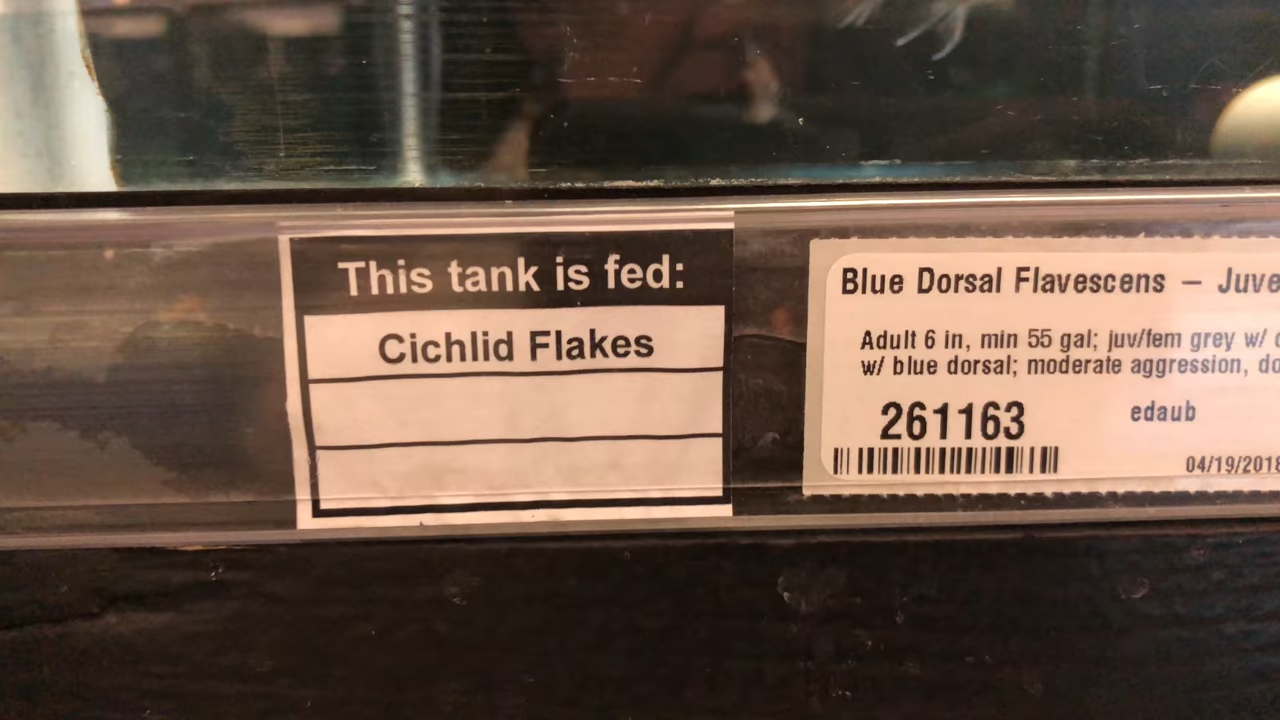 This tank is fed:
Cichlid Flakes
Blue Dorsal Flavescens – Juve
Adult 6 in, min 55 gal; juv/fem grey w/
w/ blue dorsal; moderate aggression, do
261163
edaub
04/19/2018